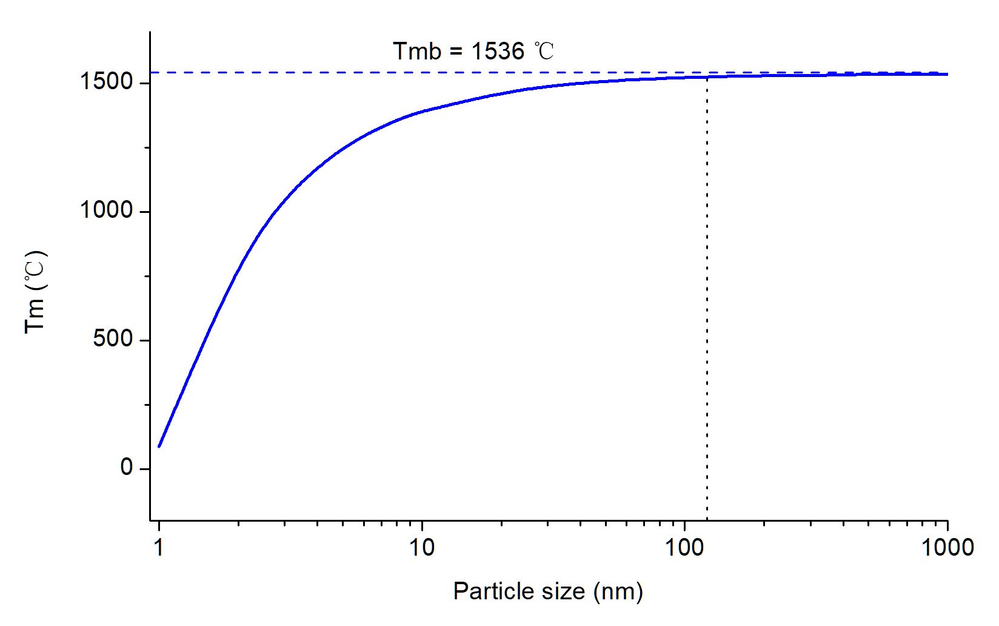 Tmb = 1536 ℃
1500
1000
500
0
Tm (℃)
1 10 100 1000
Particle size (nm)